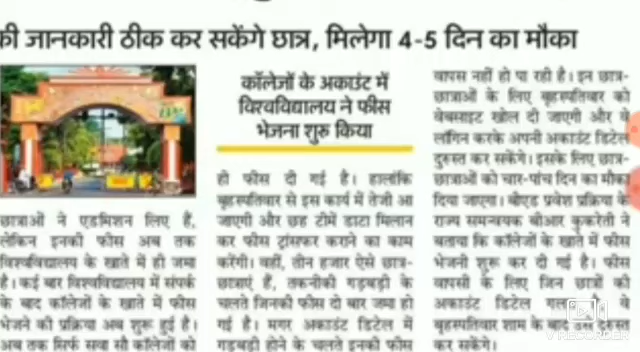 की जानकारी ठीक कर सकेंगे छात्र, मिलेगा 4-5 दिन का मौका
कॉलेजों के अकाउंट में
विश्वविद्यालय ने फीस
भेजना शुरू किया
छात्राओं ने एडमिशन लिए हैं,
लेकिन इनकी फीस अब तक
विश्वविद्यालय के खाते में ही जमा
है। कई बार विश्वविद्यालय में संपर्क
के बाद कॉलेजों के खाते में फीस
भेजने की प्रक्रिया अब शुरू हुई है।
अब तक सिर्फ सवा सौ कॉलेजों को
ही फीस दी गई है। हालांकि
बृहस्पतिवार से इस कार्य में तेजी आ
जाएगी और छह टीमें डाटा मिलान
कर फीस ट्रांसफर कराने का काम
करेंगी। वहीं, तीन हजार ऐसे छात्र-
छात्राएं हैं, तकनीकी गड़बड़ी के
चलते जिनकी फीस दो बार जमा हो
गई है। मगर अकाउंट डिटेल में
गड़बड़ी होने के चलते इनकी फीस
वापस नहीं हो पा रही है। इन छात्र-
छात्राओं के लिए बृहस्पतिवार को
वेबसाइट खोल दी जाएगी और वे
लॉगिन करके अपनी अकाउंट डिटेल
दुरुस्त कर सकेंगे। इसके लिए छात्र-
छात्राओं को चार-पांच दिन का मौका
दिया जाएगा। बीएड प्रवेश प्रक्रिया के
राज्य समन्वयक बीआर कुकरेती ने
बताया कि कॉलेजों के खाते में फीस
भेजनी शुरू कर दी गई है। फीस
वापसी के लिए जिन छात्रों की
अकाउंट डिटेल वे
बृहस्पतिवार शाम के बाद उसे दुरुस्त
कर सकेंगे।
V RECORDER